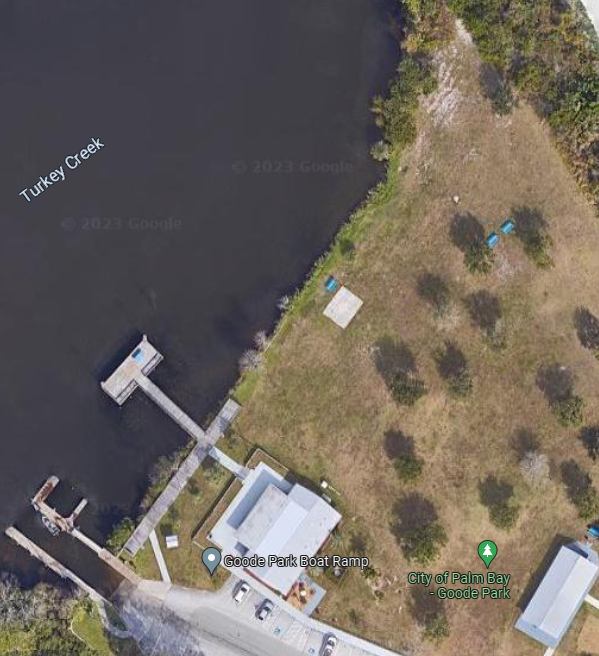 Turkey Creek
© 2023 Google
© 2023 Google
Goode Park Boat Ramp
City of Palm Bay
- Goode Park